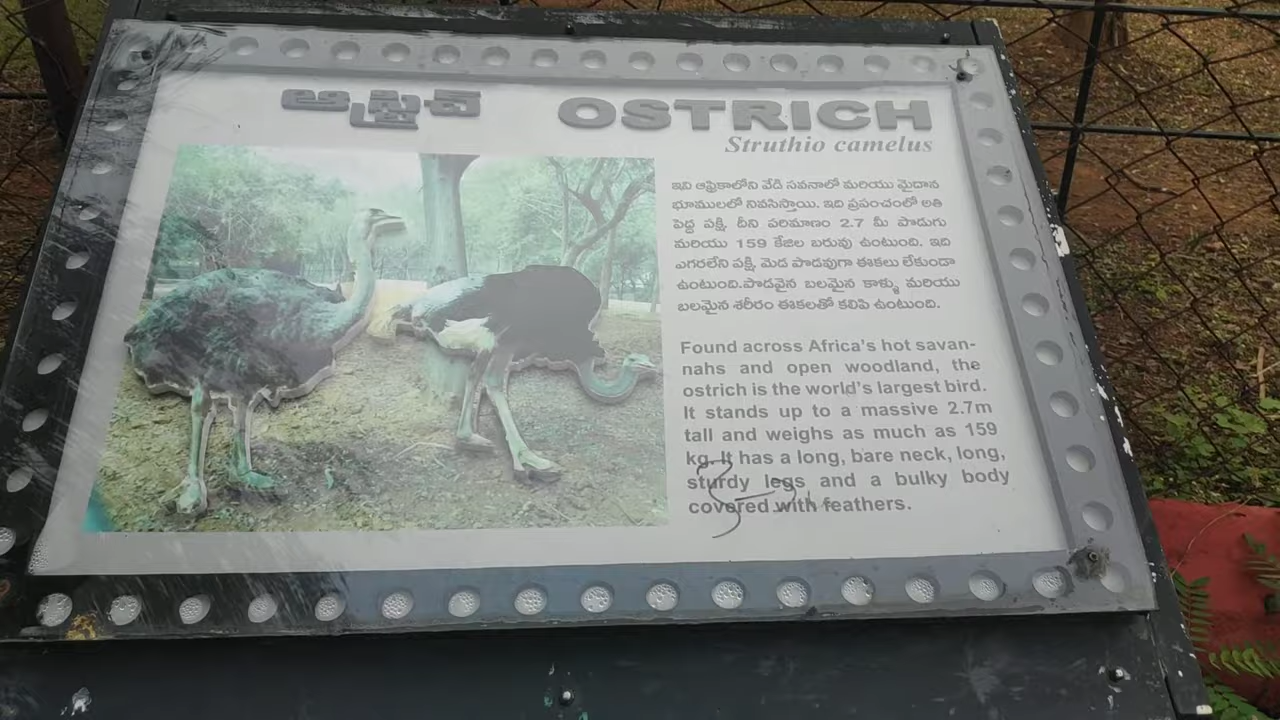 ఆస్ట్రిచ్ OSTRICH
Struthio camelus
ఇవి ఆఫ్రికాలోని వేడి సవనాలో మరియు మైదాన
భూములలో నివసిస్తాయి. ఇది ప్రపంచంలో అతి
పెద్ద పక్షి. దీని పరిమాణం 2.7 మీ పొడుగు
మరియు 159 కేజీల బరువు ఉంటుంది. ఇది
ఎగరలేని పక్షి. మెడ పొడవుగా ఈకలు లేకుండా
ఉంటుంది.పొడవైన బలమైన కాళ్ళు మరియు
బలమైన శరీరం ఈకలతో కలిపి ఉంటుంది.
Found across Africa's hot savan-
nahs and open woodland, the
ostrich is the world's largest bird.
It stands up to a massive 2.7m
tall and weighs as much as 159
kg. It has a long, bare neck, long,
sturdy legs and a bulky body
covered with feathers.